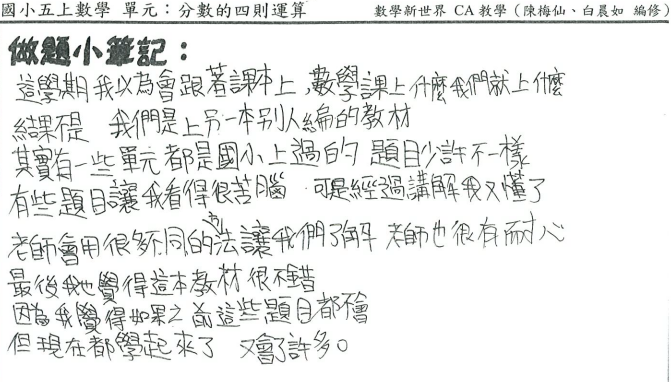 國小五上數學 單元：分數的四則運算 數學新世界 CA教學(陳梅仙、白晨如 編修)
做題小筆記：
這學期我以為會跟著課本上，數學課上什麼我們就上什麼
結果不是 我們是上另一本別人編的教材
其實有一些單元都是國小上過的 題目少許不一樣
有些題目讓我看得很苦腦 可是經過講解我又懂了
老師會用很多不同的方法讓我們了解 老師也很有耐心
最後我也覺得這本教材很不錯
因為我覺得如果之前這些題目都不會
但現在都學起來了 又會了許多。